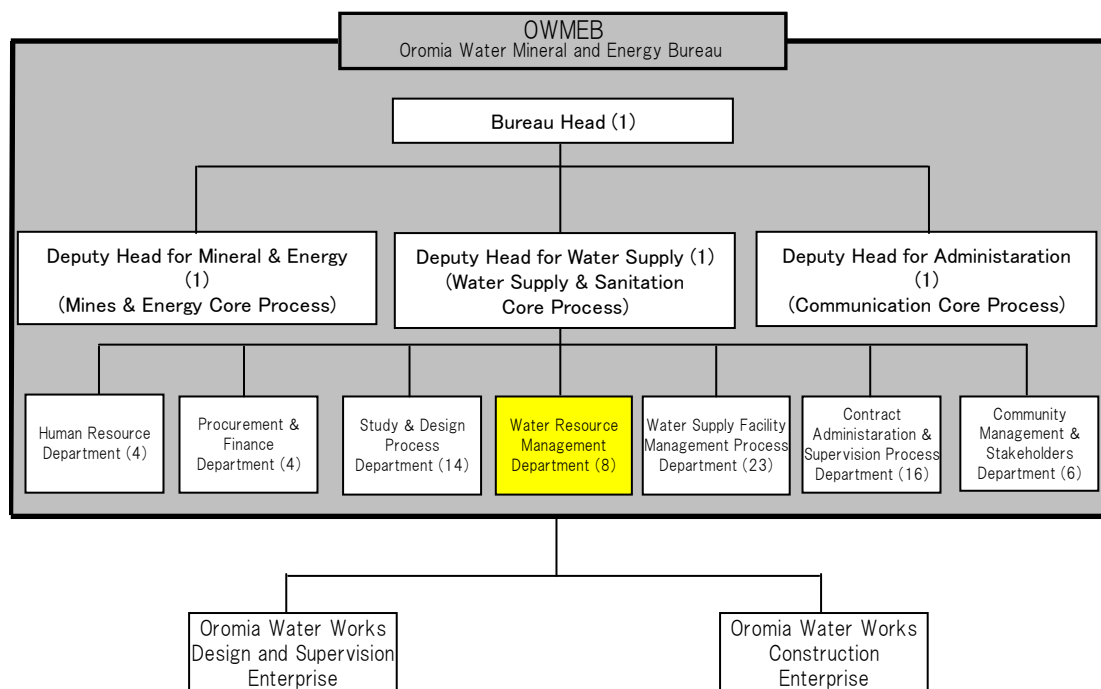 OWMEB
Oromia Water Mineral and Energy Bureau
Bureau Head (1)
Deputy Head for Mineral & Energy
(1)
(Mines & Energy Core Process)
Deputy Head for Water Supply (1)
(Water Supply & Sanitation
Core Process)
Deputy Head for Administaration
(1)
(Communication Core Process)
Human Resource
Department (4)
Procurement &
Finance
Department (4)
Study & Design
Process
Department (14)
Water Resource
Management
Department (8)
Water Supply Facility
Management Process
Department (23)
Contract
Administaration &
Supervision Process
Department (16)
Community
Management &
Stakeholders
Department (6)
Oromia Water Works
Design and Supervision
Enterprise
Oromia Water Works
Construction
Enterprise